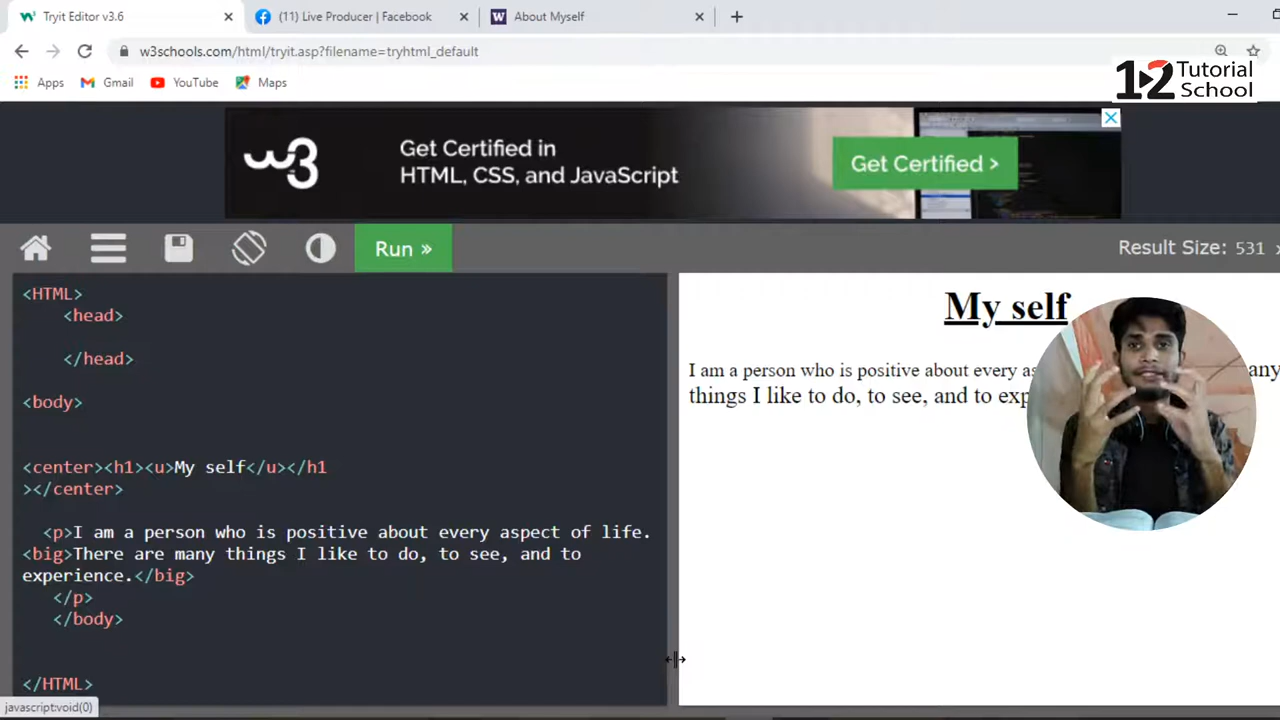 Tryit Editor v3.6
(11) Live Producer | Facebook
About Myself
w3schools.com/html/tryit.asp?filename=tryhtml_default
Apps Gmail YouTube Maps
12 Tutorial
School
w3
Get Certified in
HTML, CSS, and JavaScript
Get Certified >
Run »
Result Size: 531
<HTML>
<head>
</head>
<body>
<center><h1><u>My self</u></h1
></center>
<p>I am a person who is positive about every aspect of life.
<big>There are many things I like to do, to see, and to
experience.</big>
</p>
</body>
</HTML>
javascript:void(0)
My self
I am a person who is positive about every as
any
things I like to do, to see, and to exp